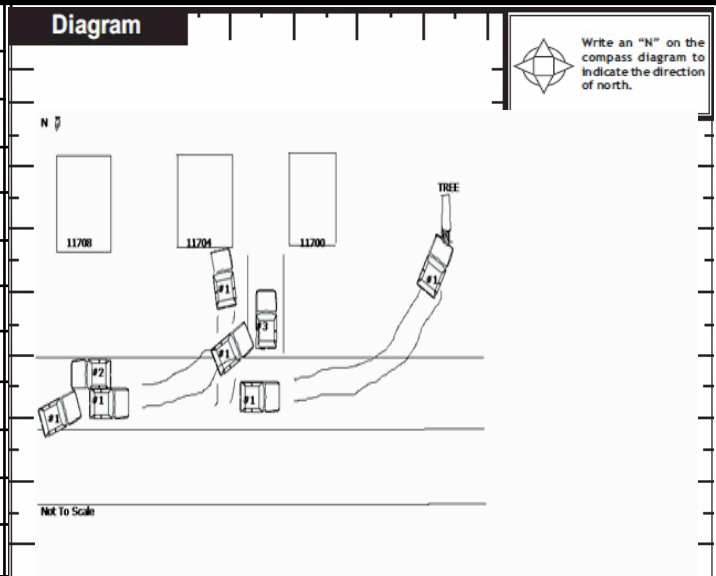 Diagram
Write an “N” on the
compass diagram to
indicate the direction
of north.
N
TREE
11708
11704
11700
#1
#1
#3
#1
#2
#1
#1
#1
Not To Scale